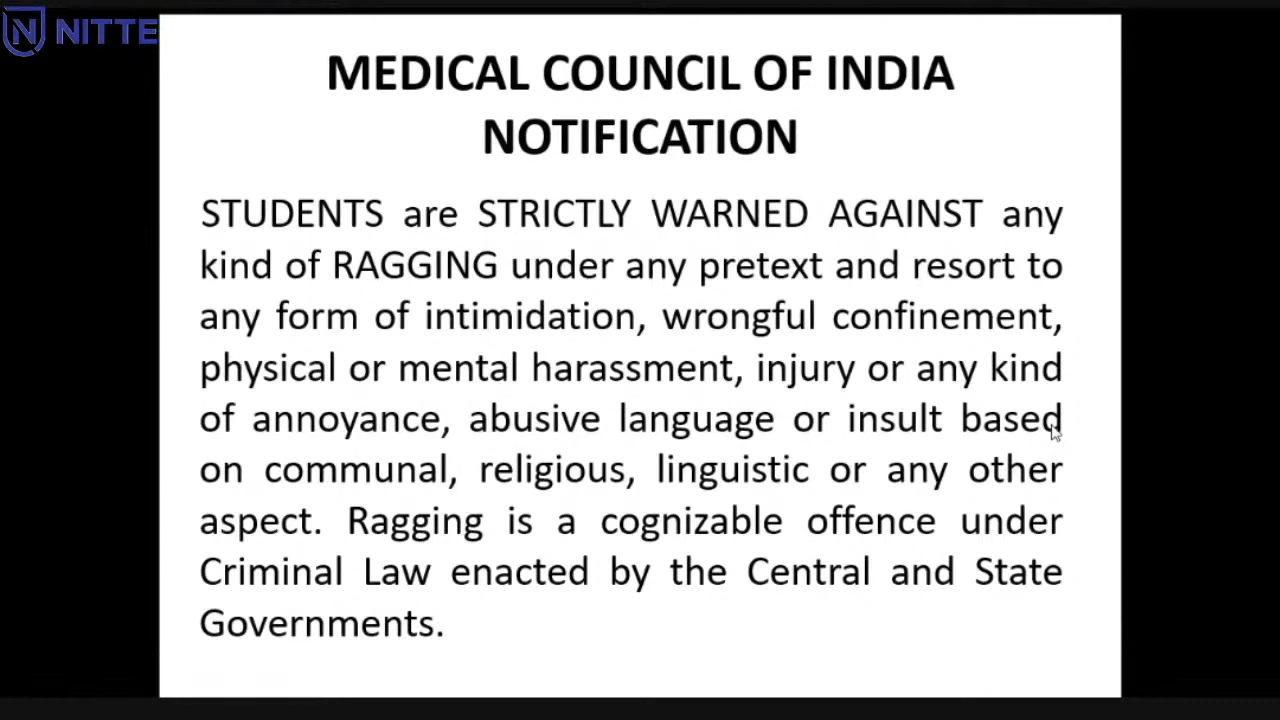 NITTE
MEDICAL COUNCIL OF INDIA
NOTIFICATION
STUDENTS are STRICTLY WARNED AGAINST any
kind of RAGGING under any pretext and resort to
any form of intimidation, wrongful confinement,
physical or mental harassment, injury or any kind
of annoyance, abusive language or insult based
on communal, religious, linguistic or any other
aspect. Ragging is a cognizable offence under
Criminal Law enacted by the Central and State
Governments.